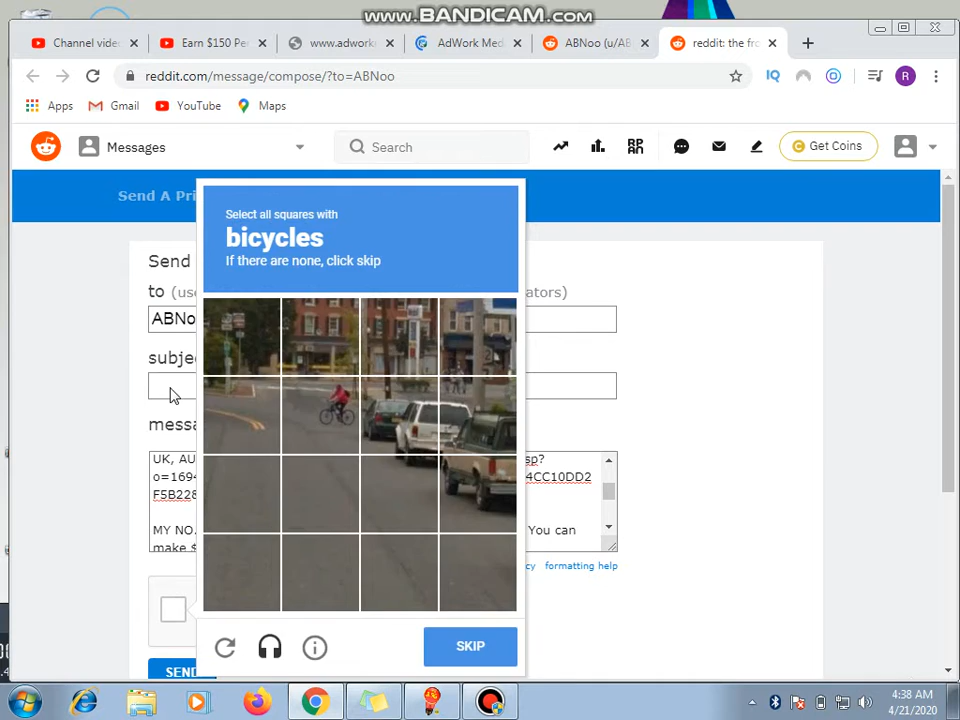 www.BANDICAM.com
Channel vide
Earn $150 Pe
www.adwork
AdWork Med
ABNoo (u/AB
reddit: the fro
reddit.com/message/compose/?to=ABNoo
Apps Gmail YouTube Maps
Messages
Search
Get Coins
Send A Pri
Select all squares with
bicycles
If there are none, click skip
Send
to (use ators)
ABNo
subje
messa
UK, AU sp?
o=169 4CC10DD2
F5B228
MY NO. You can
make $
cy formatting help
SKIP
SEND
4:38 AM
4/21/2020